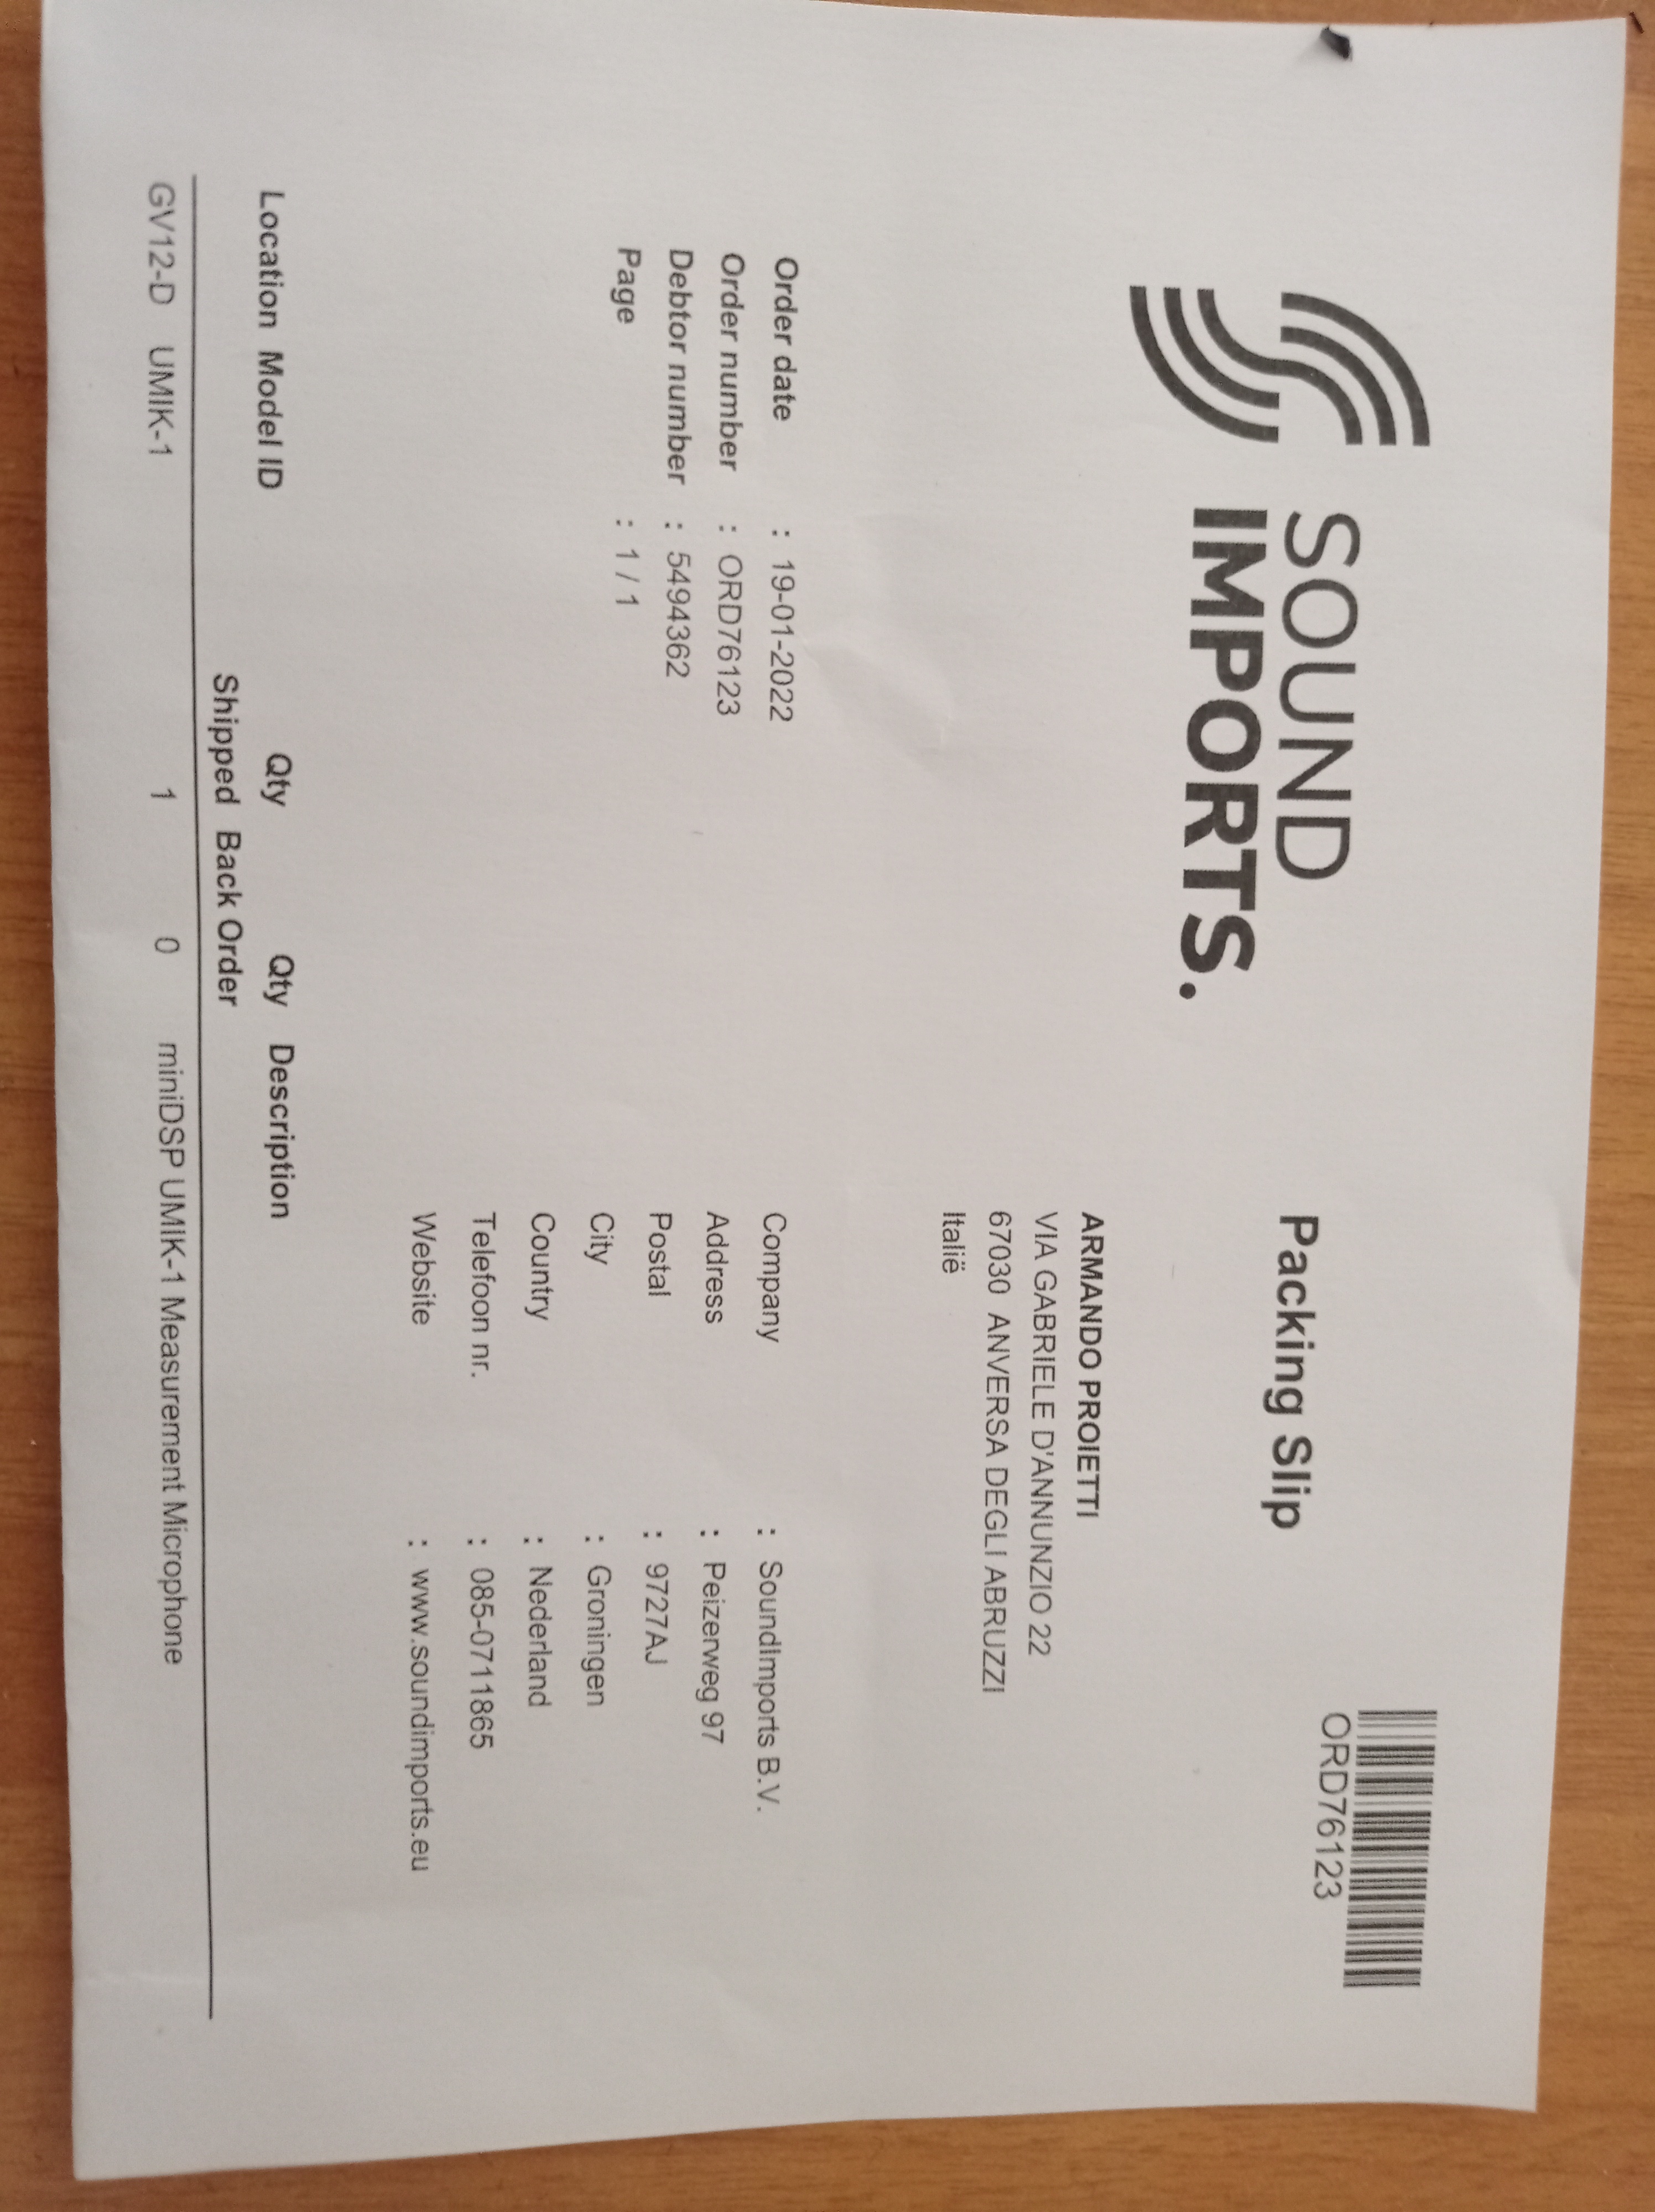 SOUND
IMPORTS.
Packing Slip
ORD76123
ARMANDO PROIETTI
VIA GABRIELE D'ANNUNZIO 22
67030 ANVERSA DEGLI ABRUZZI
Italië
Order date : 19-01-2022
Order number : ORD76123
Debtor number : 5494362
Page : 1 / 1
Company : SoundImports B.V.
Address : Peizerweg 97
Postal : 9727AJ
City : Groningen
Country : Nederland
Telefoon nr. : 085-0711865
Website : www.soundimports.eu
Location Model ID Qty Qty Description
Shipped Back Order
GV12-D UMIK-1 1 0 miniDSP UMIK-1 Measurement Microphone